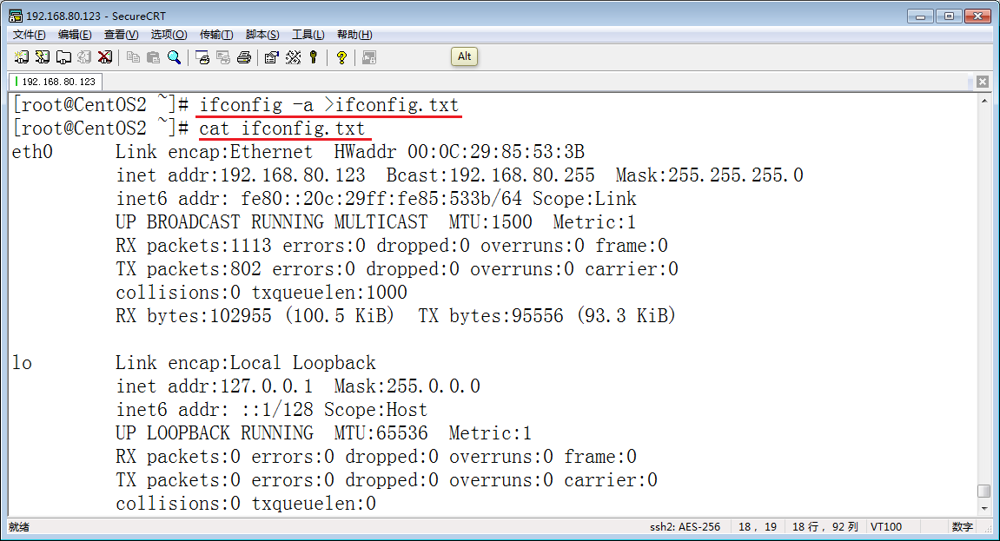 192.168.80.123 - SecureCRT
文件(F) 编辑(E) 查看(V) 选项(O) 传输(T) 脚本(S) 工具(L) 帮助(H)
Alt
192.168.80.123
[root@CentOS2 ~]# ifconfig -a >ifconfig.txt
[root@CentOS2 ~]# cat ifconfig.txt
eth0      Link encap:Ethernet  HWaddr 00:0C:29:85:53:3B
          inet addr:192.168.80.123  Bcast:192.168.80.255  Mask:255.255.255.0
          inet6 addr: fe80::20c:29ff:fe85:533b/64 Scope:Link
          UP BROADCAST RUNNING MULTICAST  MTU:1500  Metric:1
          RX packets:1113 errors:0 dropped:0 overruns:0 frame:0
          TX packets:802 errors:0 dropped:0 overruns:0 carrier:0
          collisions:0 txqueuelen:1000
          RX bytes:102955 (100.5 KiB)  TX bytes:95556 (93.3 KiB)
lo        Link encap:Local Loopback
          inet addr:127.0.0.1  Mask:255.0.0.0
          inet6 addr: ::1/128 Scope:Host
          UP LOOPBACK RUNNING  MTU:65536  Metric:1
          RX packets:0 errors:0 dropped:0 overruns:0 frame:0
          TX packets:0 errors:0 dropped:0 overruns:0 carrier:0
          collisions:0 txqueuelen:0
就绪 ssh2: AES-256 18, 19 18 行, 92 列 VT100 数字